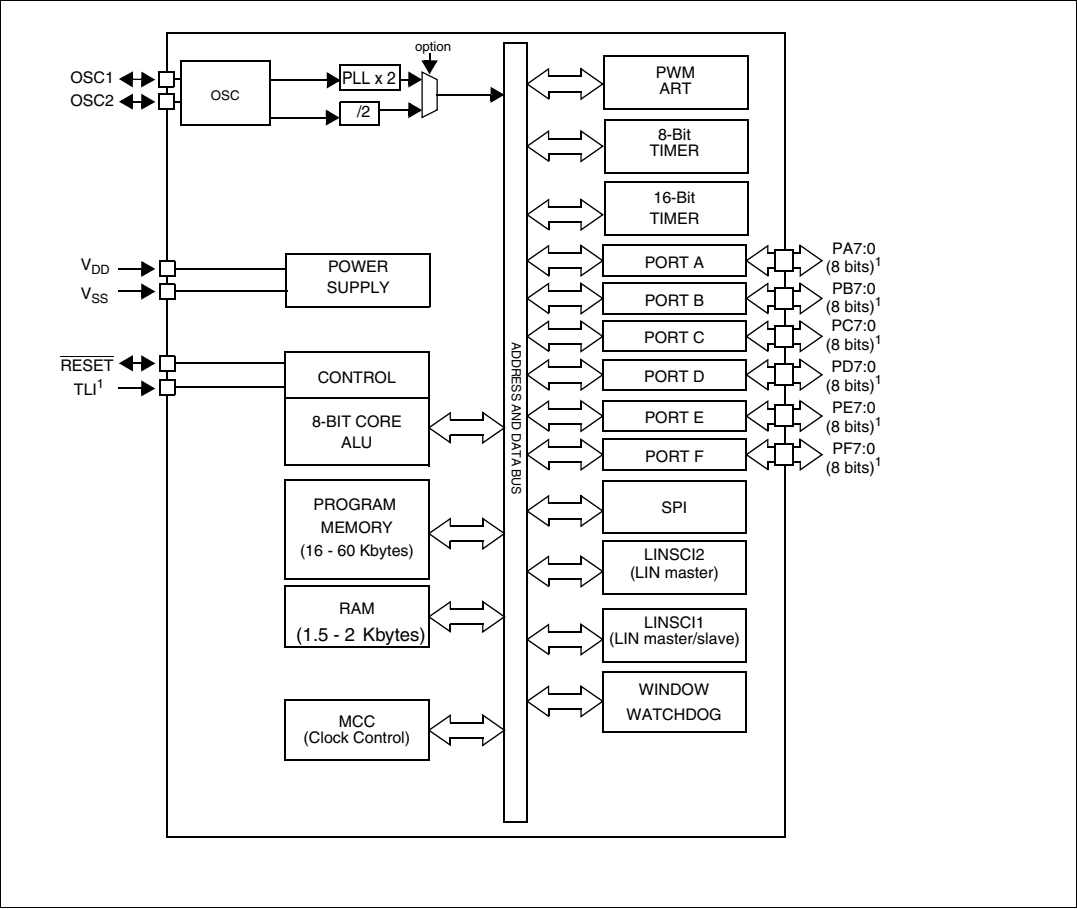 option
OSC1
OSC2
OSC
PLL x 2
/2
PWM
ART
8-Bit
TIMER
16-Bit
TIMER
VDD
VSS
POWER
SUPPLY
RESET
TLI1
CONTROL
8-BIT CORE
ALU
PROGRAM
MEMORY
(16 - 60 Kbytes)
RAM
(1.5 - 2 Kbytes)
MCC
(Clock Control)
ADDRESS AND DATA BUS
PORT A
PA7:0
(8 bits)1
PORT B
PB7:0
(8 bits)1
PORT C
PC7:0
(8 bits)1
PORT D
PD7:0
(8 bits)1
PORT E
PE7:0
(8 bits)1
PORT F
PF7:0
(8 bits)1
SPI
LINSCI2
(LIN master)
LINSCI1
(LIN master/slave)
WINDOW
WATCHDOG